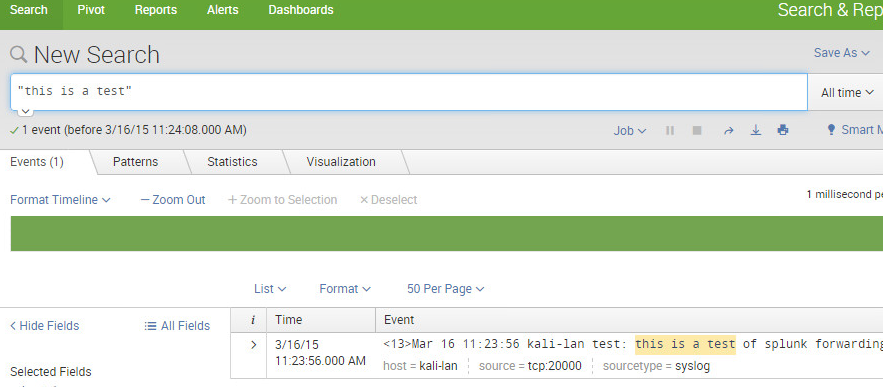 Search Pivot Reports Alerts Dashboards Search & Rep
New Search
Save As
"this is a test"
All time
1 event (before 3/16/15 11:24:08.000 AM)
Job
Smart M
Events (1) Patterns Statistics Visualization
Format Timeline — Zoom Out + Zoom to Selection × Deselect
1 millisecond pe
List Format 50 Per Page
< Hide Fields All Fields
i Time Event
> 3/16/15 <13>Mar 16 11:23:56 kali-lan test: this is a test of splunk forwarding
11:23:56.000 AM host = kali-lan source = tcp:20000 sourcetype = syslog
Selected Fields